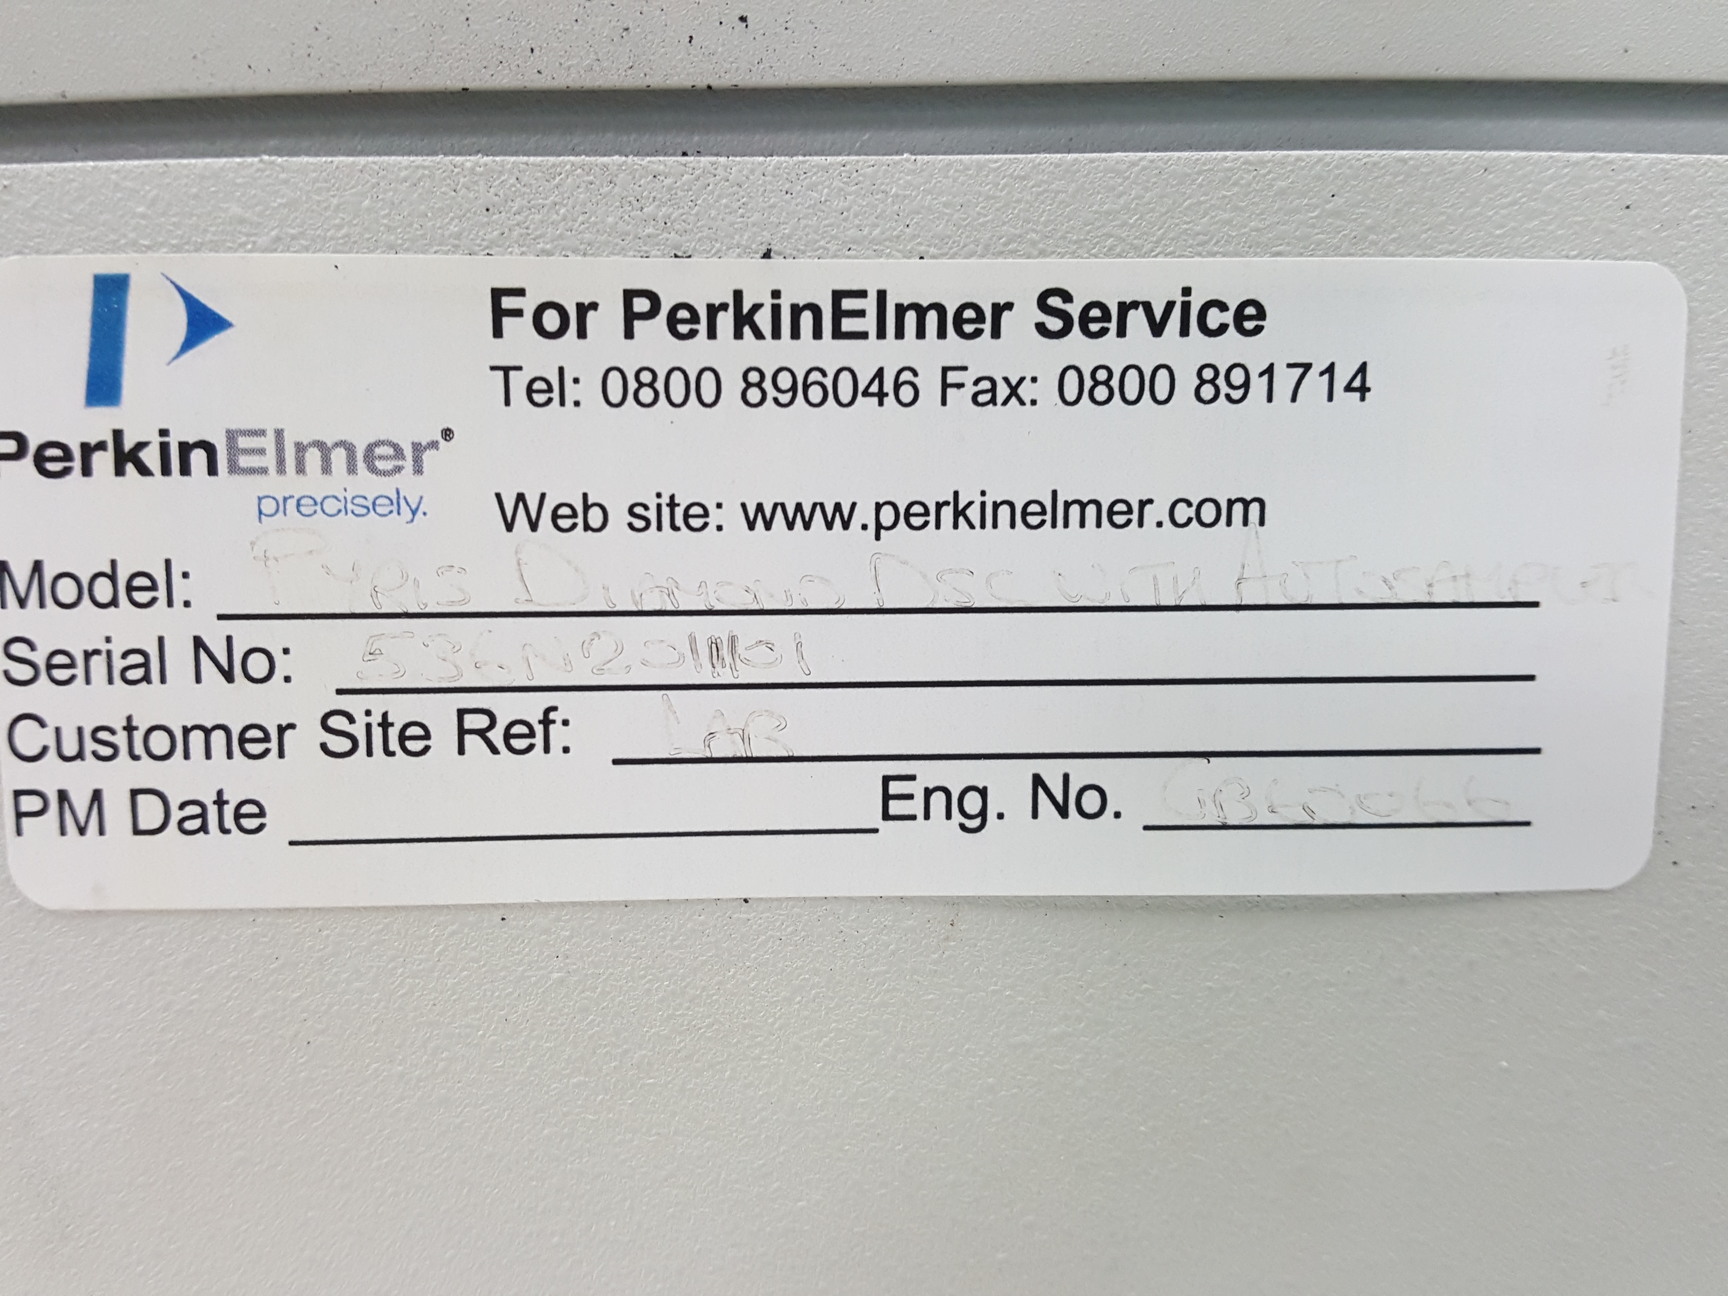 For PerkinElmer Service
Tel: 0800 896046 Fax: 0800 891714
PerkinElmer®
precisely.
Web site: www.perkinelmer.com
Model: PYRIS DIAMOND DSC WITH AUTOSAMPLER
Serial No:
Customer Site Ref: LAB
PM Date Eng. No.